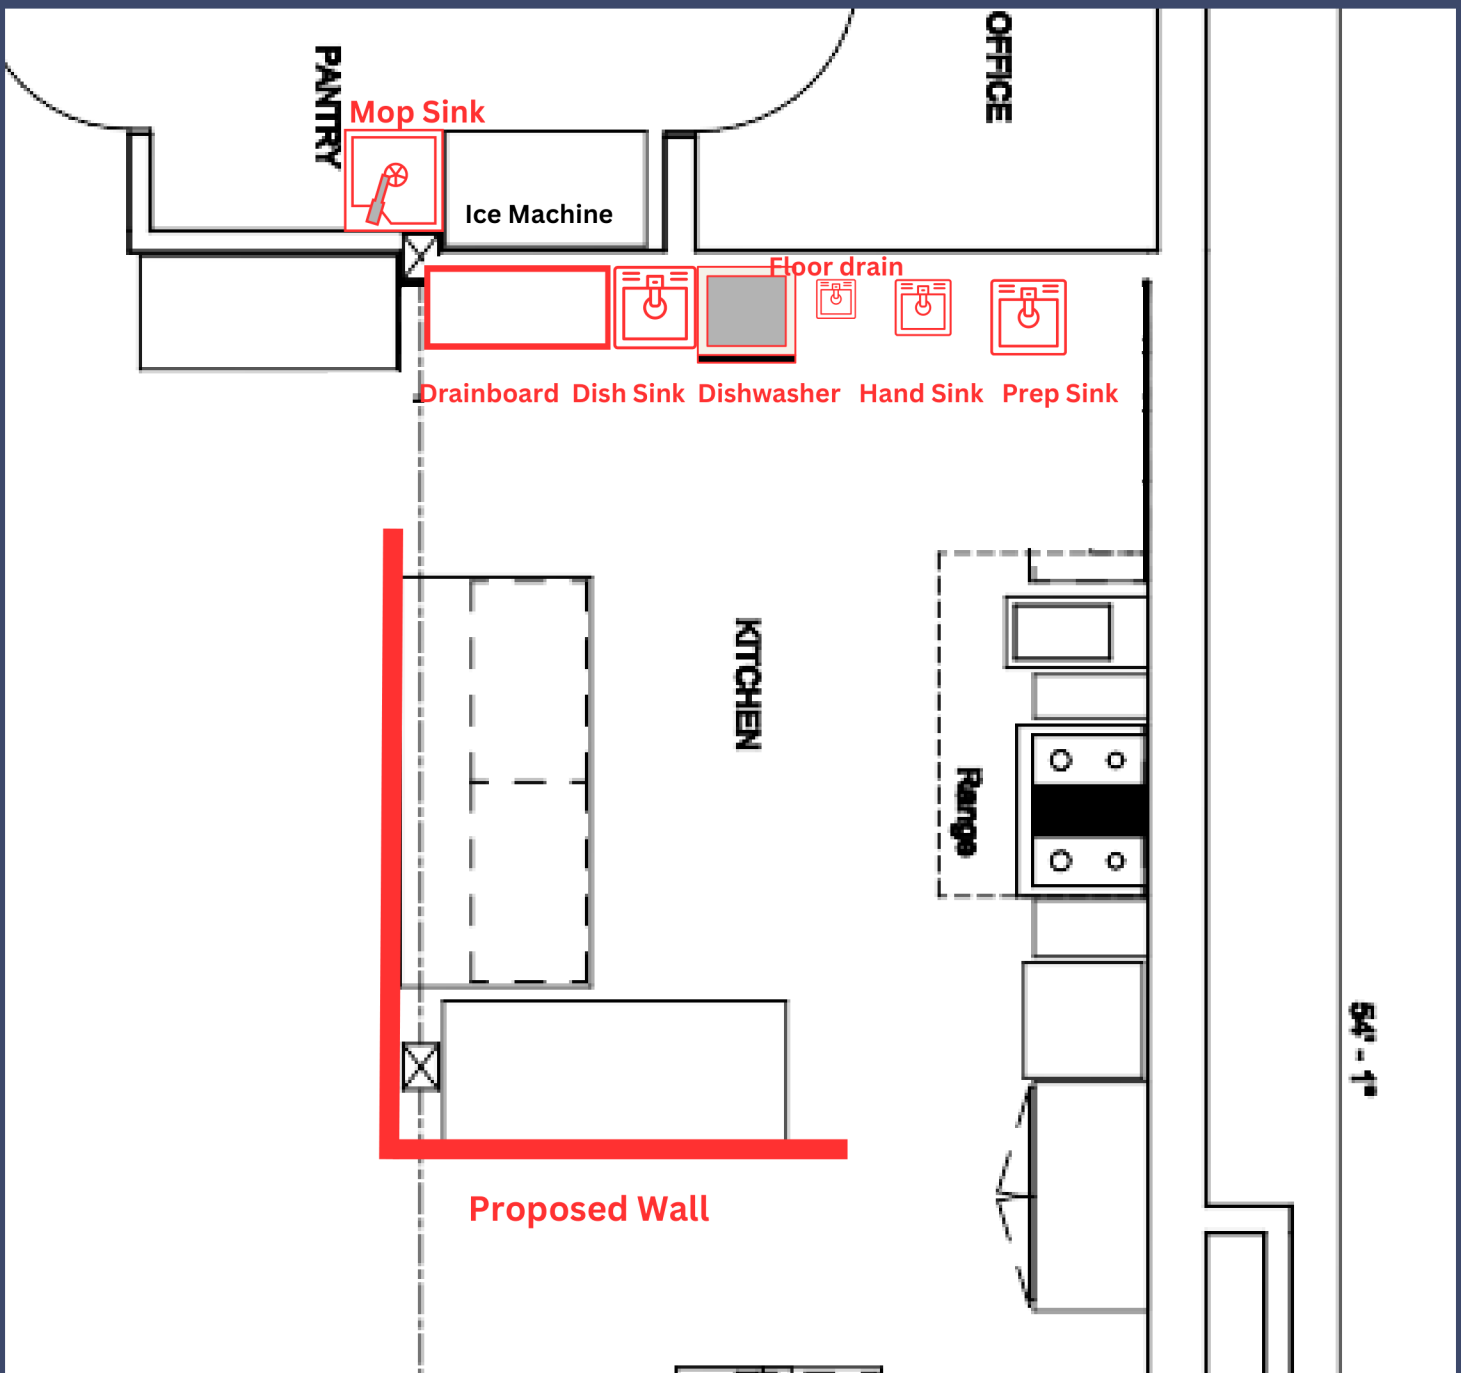 OFFICE
PANTRY
Mop Sink
Ice Machine
Floor drain
Drainboard Dish Sink Dishwasher Hand Sink Prep Sink
KITCHEN
Range
54' - 1"
Proposed Wall